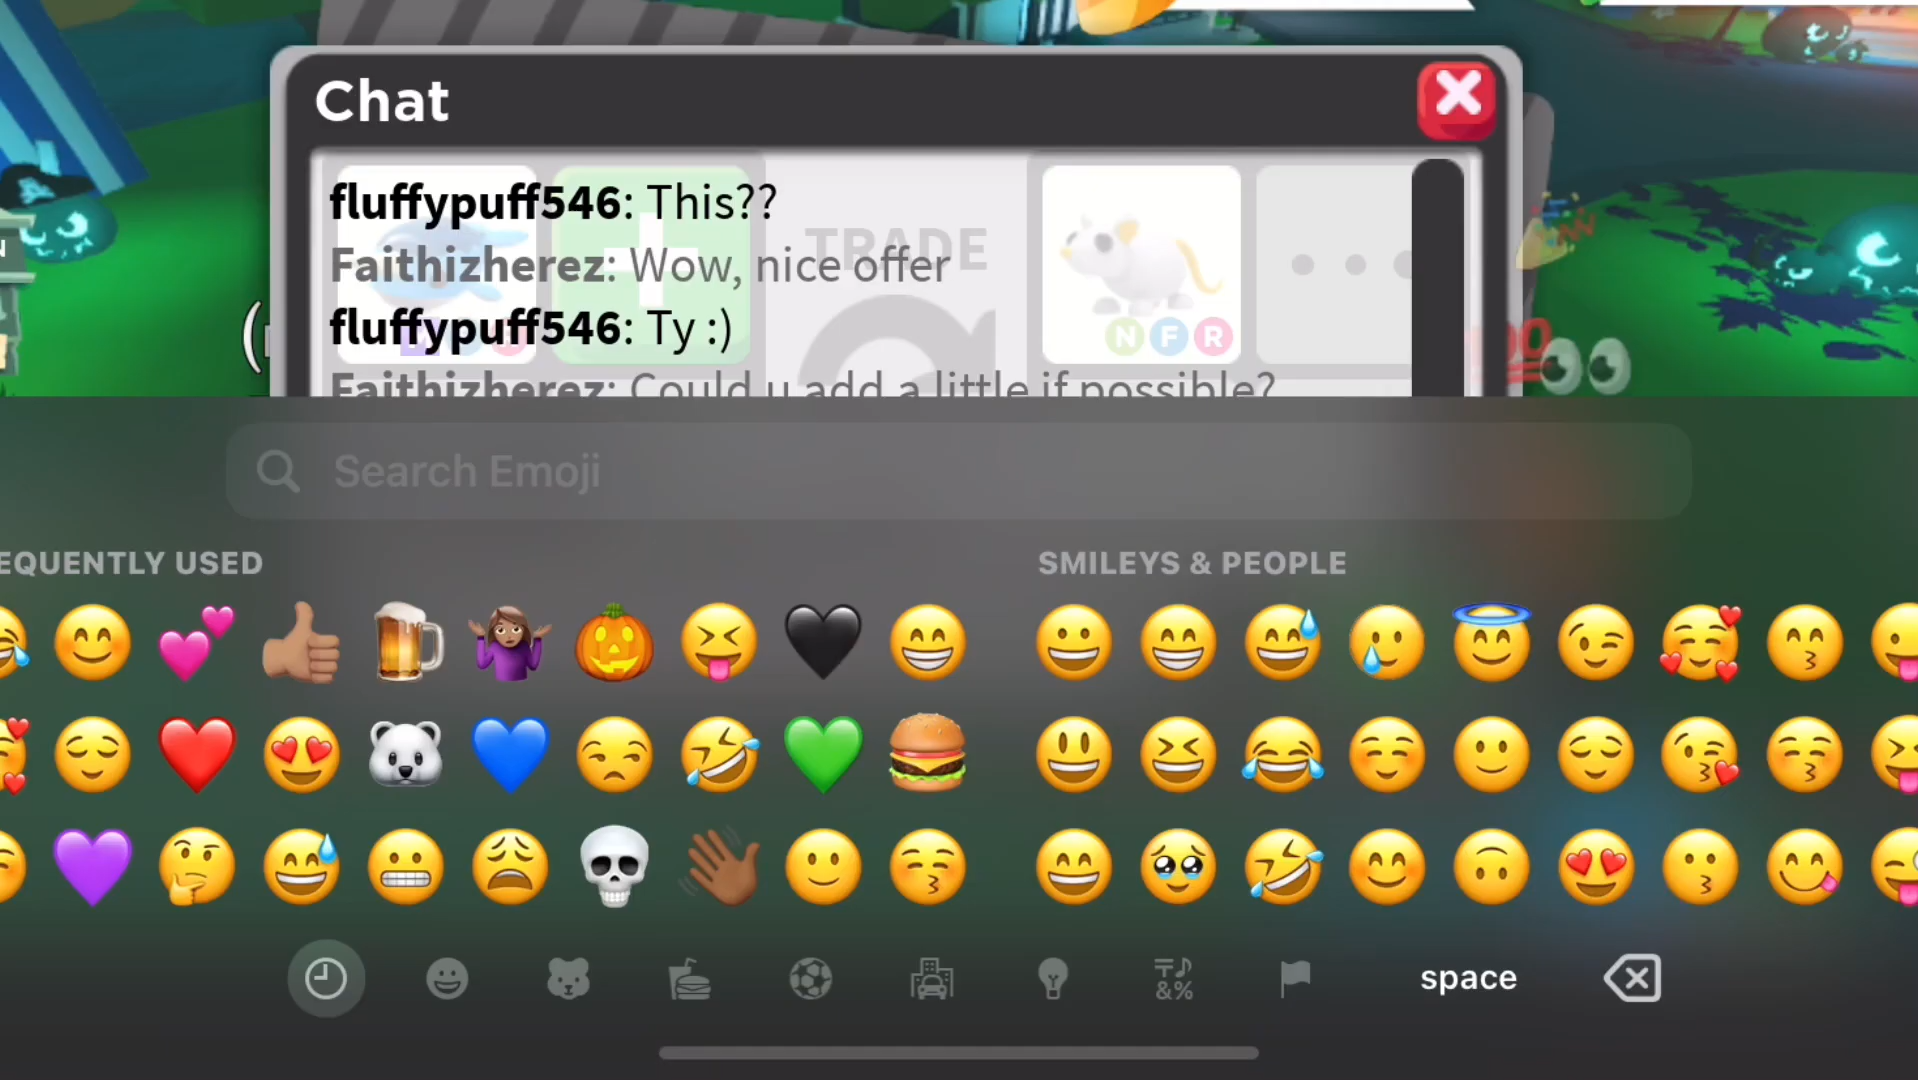 Chat
fluffypuff546: This??
TRADE
Faithizherez: Wow, nice offer
fluffypuff546: Ty :)
N F R
Faithizherez: Could u add a little if possible?
Search Emoji
EQUENTLY USED
SMILEYS & PEOPLE
space